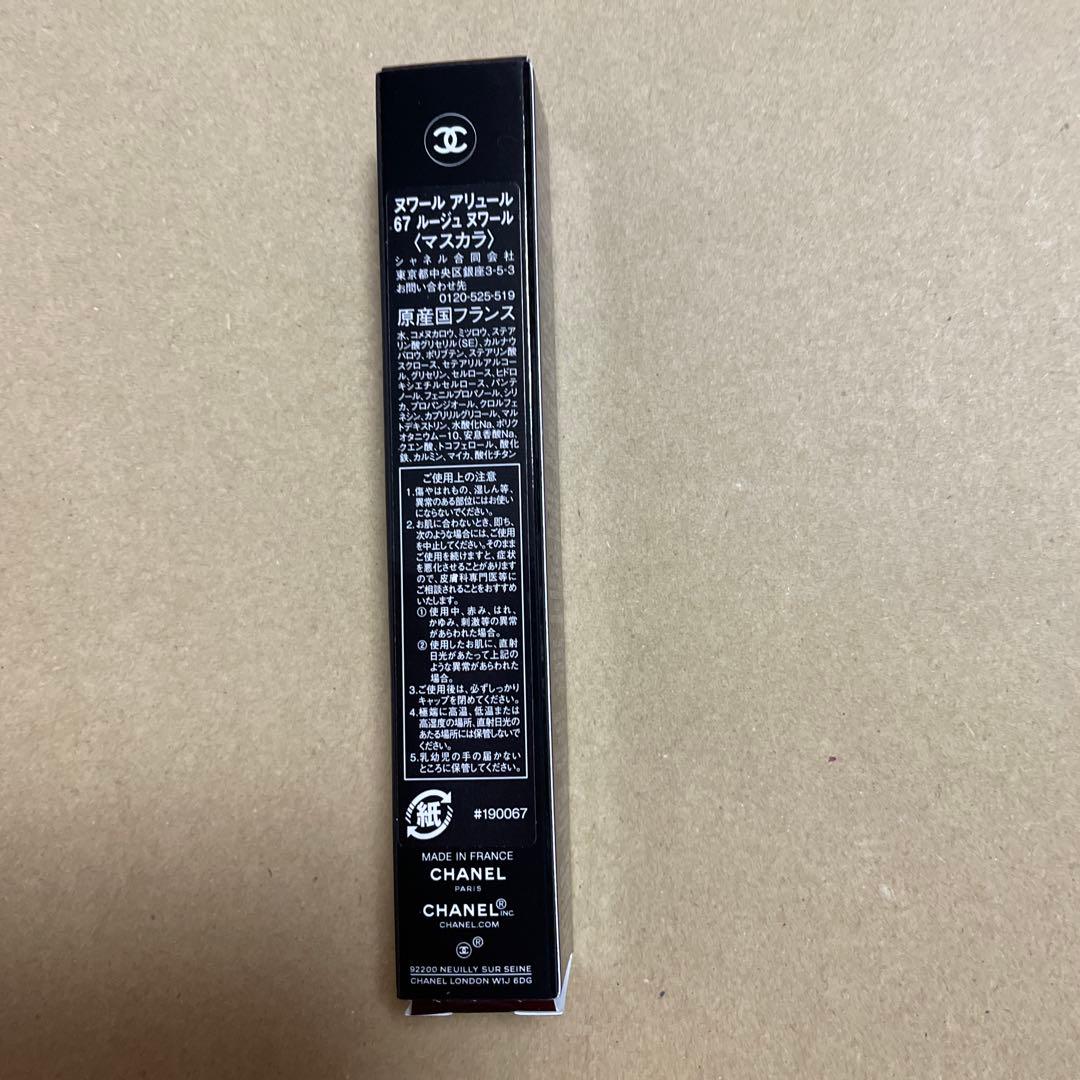 ヌワール アリュール
67 ルージュ ヌワール
〈マスカラ〉
シャネル合同会社
東京都中央区銀座3-5-3
お問い合わせ先
0120-525-519
原産国フランス
水、コメヌカロウ、ミツロウ、ステア
リン酸グリセリル(SE)、カルナウ
バロウ、ポリブテン、ステアリン酸
スクロース、セテアリルアルコー
ル、グリセリン、セルロース、ヒドロ
キシエチルセルロース、パンテ
ノール、フェニルプロパノール、シリ
カ、プロパンジオール、クロルフェ
ネシン、カプリリルグリコール、マル
トデキストリン、水酸化Na、ポリク
オタニウム－10、安息香酸Na、
クエン酸、トコフェロール、酸化
鉄、カルミン、マイカ、酸化チタン
ご使用上の注意
1.傷やはれもの、湿しん等、
異常のある部位にはお使い
にならないでください。
2.お肌に合わないとき、即ち、
次のような場合には、ご使用
を中止してください。そのまま
ご使用を続けますと、症状
を悪化させることがあります
ので、皮膚科専門医等に
ご相談されることをおすすめ
いたします。
① 使用中、赤み、はれ、
かゆみ、刺激等の異常
があらわれた場合。
② 使用したお肌に、直射
日光があたって上記の
ような異常があらわれた
場合。
3.ご使用後は、必ずしっかり
キャップを閉めてください。
4.極端に高温、低温または
高湿度の場所、直射日光の
あたる場所には保管しないで
ください。
5.乳幼児の手の届かない
ところに保管してください。
紙
#190067
MADE IN FRANCE
CHANEL
PARIS
CHANEL® INC.
CHANEL.COM
®
92200 NEUILLY SUR SEINE
CHANEL LONDON W1J 6DG